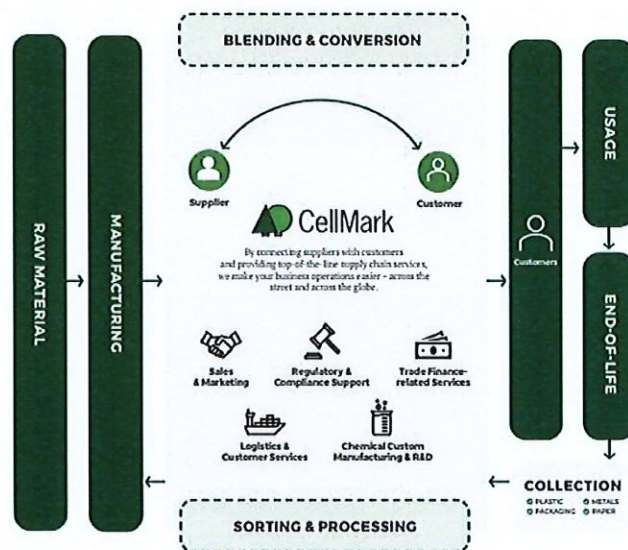 BLENDING & CONVERSION
RAW MATERIAL
MANUFACTURING
Supplier
Customer
CellMark
By connecting suppliers with customers
and providing top-of-the-line supply chain services,
we make your business operations easier – across the
street and across the globe.
Sales
& Marketing
Regulatory &
Compliance Support
Trade Finance-
related Services
Logistics &
Customer Services
Chemical Custom
Manufacturing & R&D
Customers
USAGE
END-OF-LIFE
COLLECTION
PLASTIC
METALS
PACKAGING
PAPER
SORTING & PROCESSING